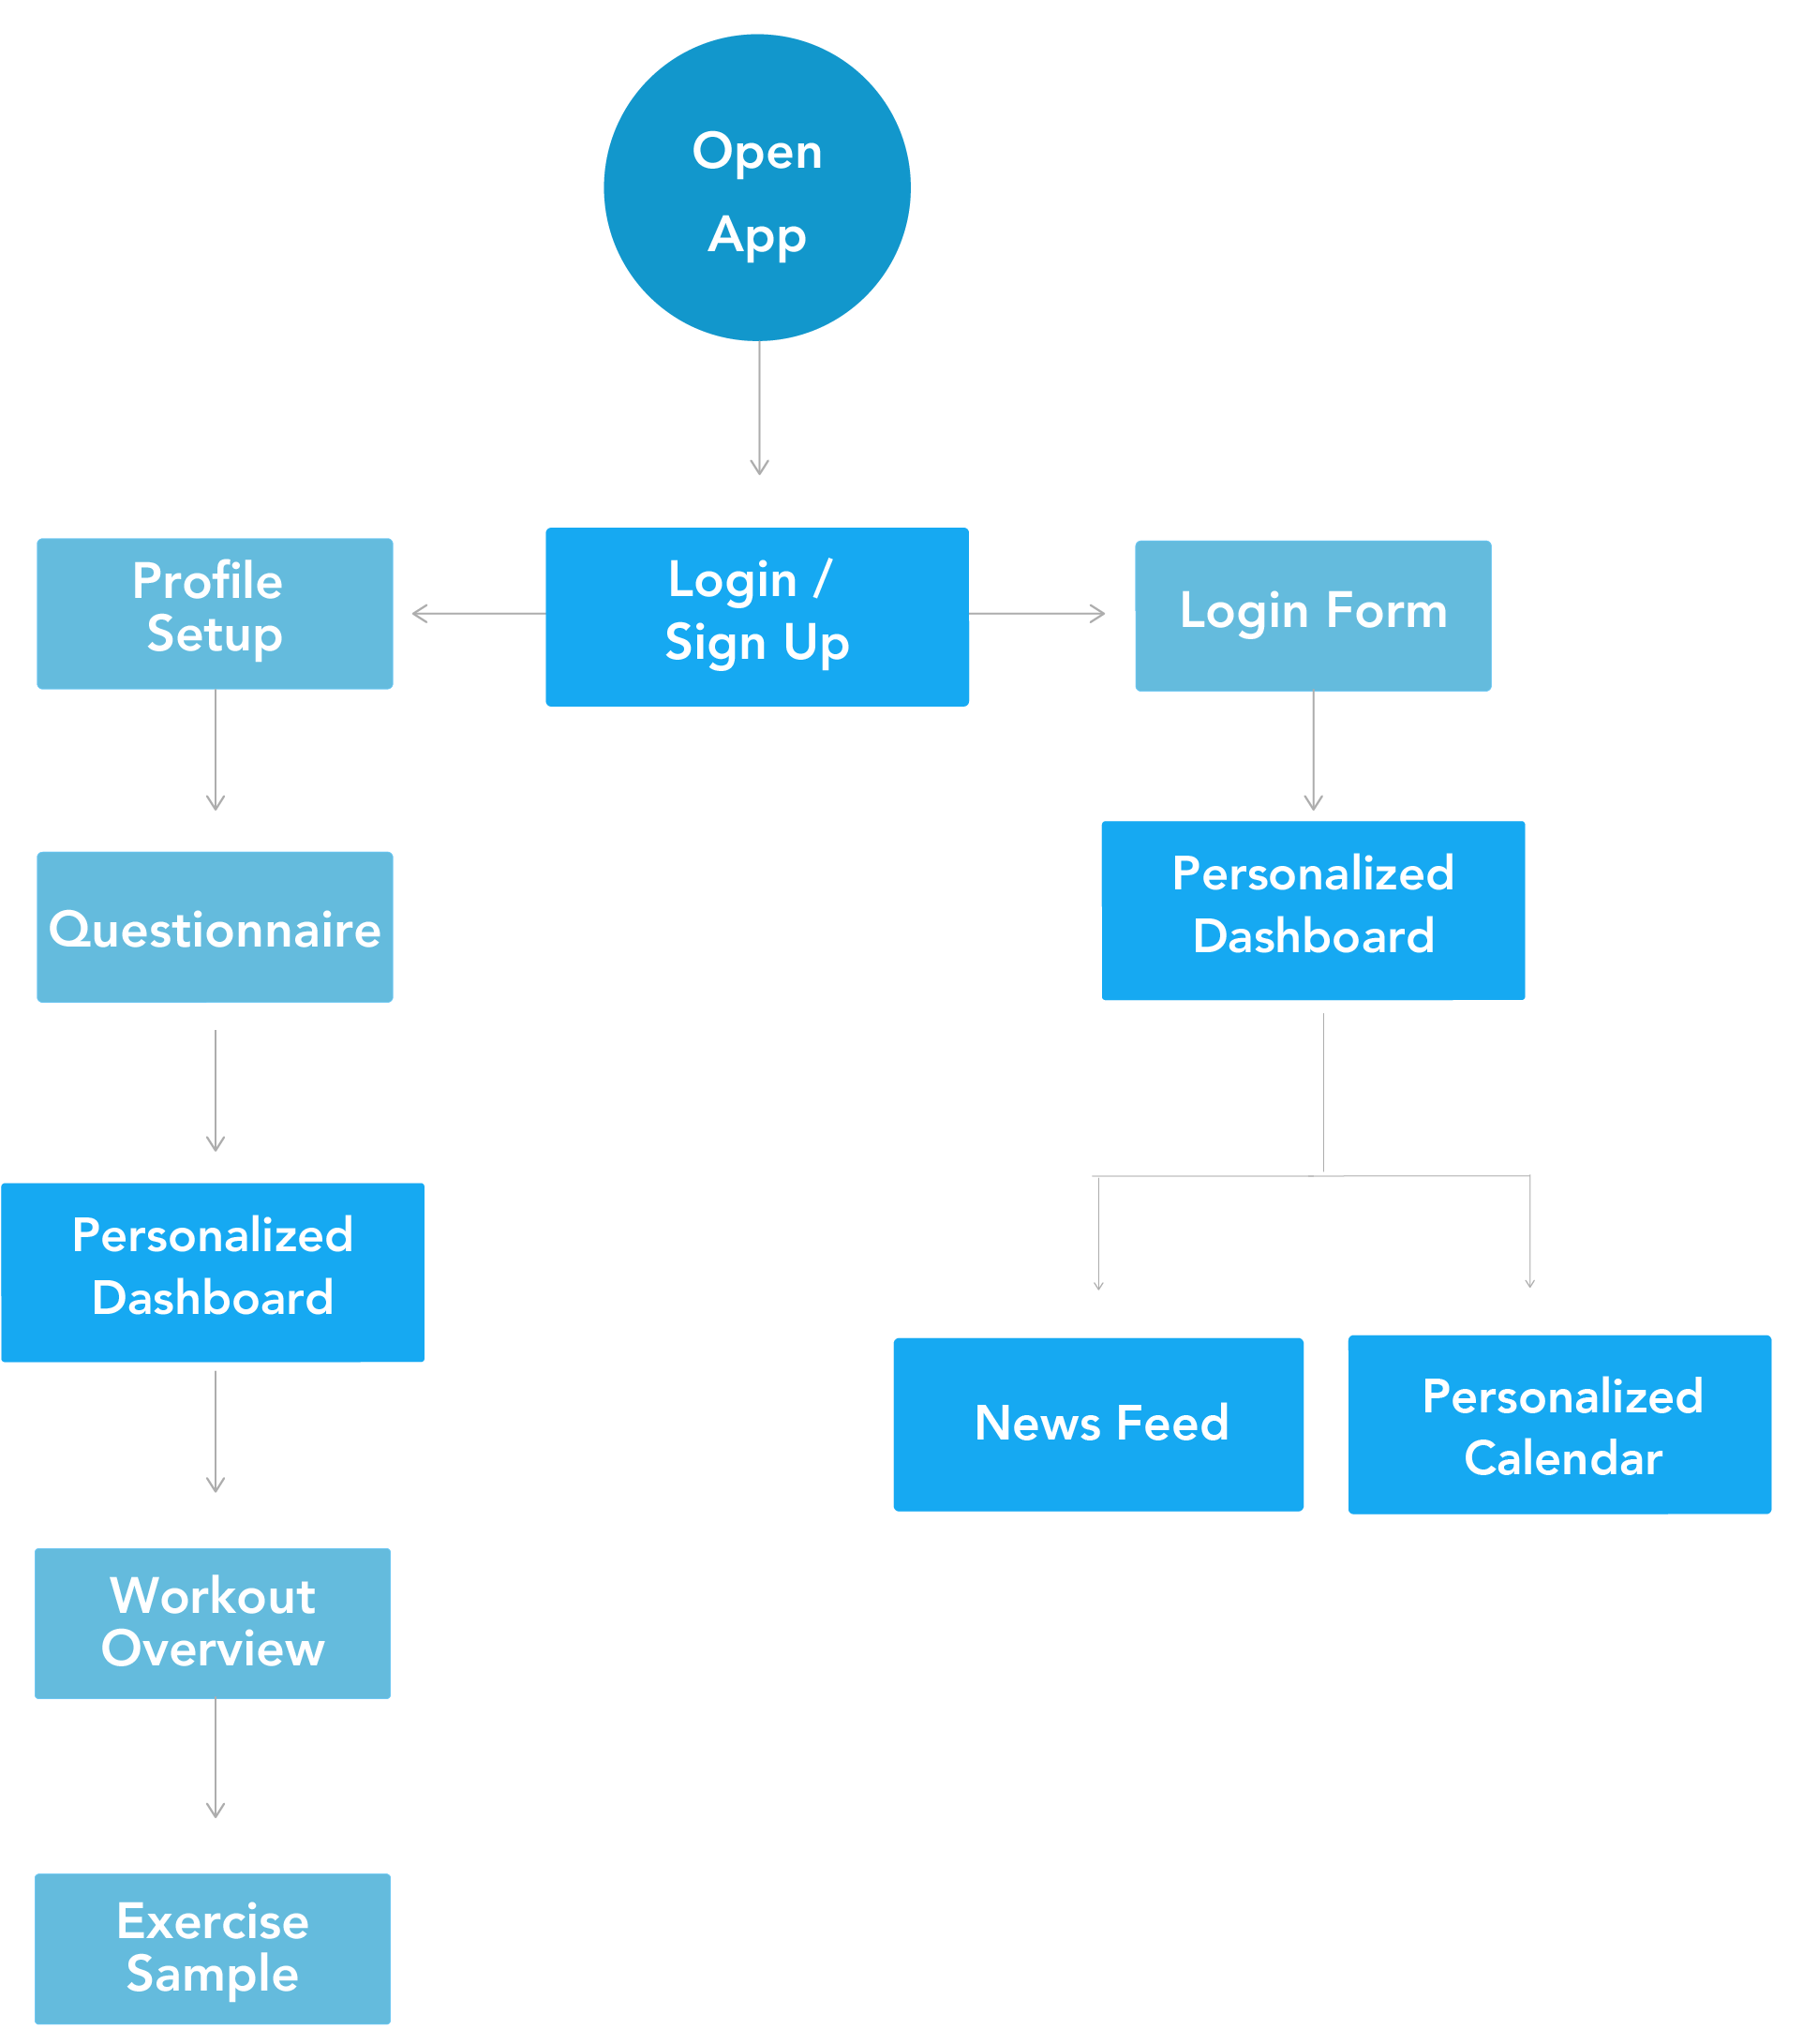 Open
App
Profile
Setup
Login /
Sign Up
Login Form
Questionnaire
Personalized
Dashboard
Personalized
Dashboard
News Feed
Personalized
Calendar
Workout
Overview
Exercise
Sample